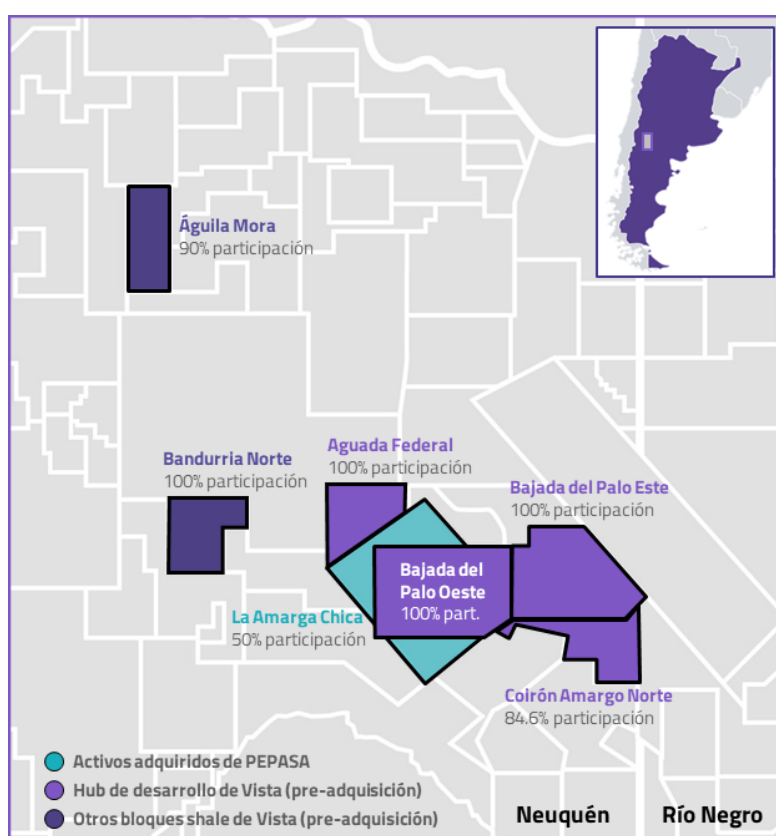 Águila Mora
90% participación
Bandurria Norte
100% participación
Aguada Federal
100% participación
Bajada del Palo Este
100% participación
Bajada del
Palo Oeste
100% part.
La Amarga Chica
50% participación
Coirón Amargo Norte
84.6% participación
Activos adquiridos de PEPASA
Hub de desarrollo de Vista (pre-adquisición)
Otros bloques shale de Vista (pre-adquisición)
Neuquén
Río Negro